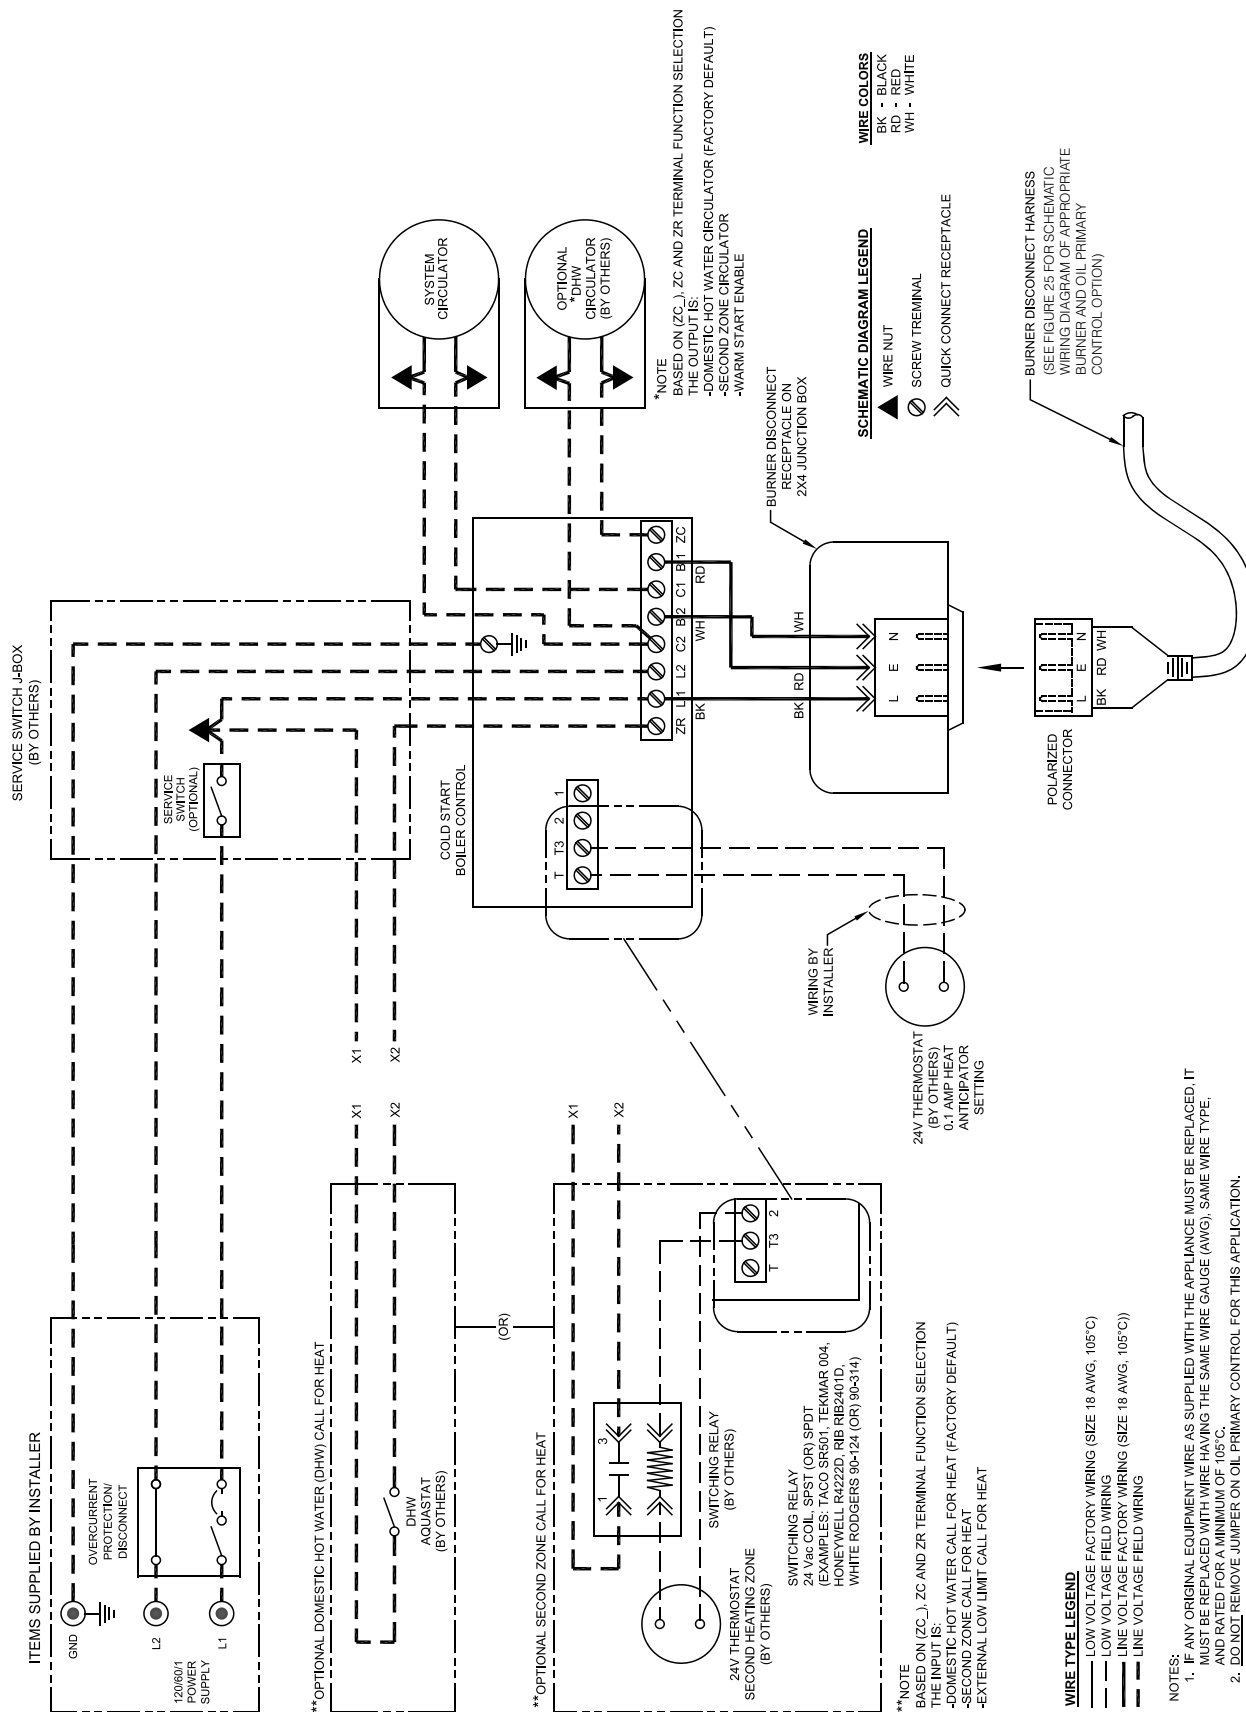 ITEMS SUPPLIED BY INSTALLER
GND
L2
L1
120/60/1
POWER
SUPPLY
OVERCURRENT
PROTECTION/
DISCONNECT
SERVICE SWITCH J-BOX
(BY OTHERS)
SERVICE
SWITCH
(OPTIONAL)
X1
X2
X1
X2
**OPTIONAL DOMESTIC HOT WATER (DHW) CALL FOR HEAT
DHW
AQUASTAT
(BY OTHERS)
(OR)
**OPTIONAL SECOND ZONE CALL FOR HEAT
X1
X2
1
3
SWITCHING RELAY
(BY OTHERS)
24V THERMOSTAT
SECOND HEATING ZONE
(BY OTHERS)
SWITCHING RELAY
24 Vac COIL, SPST (OR) SPDT
(EXAMPLES: TACO SR501, TEKMAR 004,
HONEYWELL R4222D, RIB RIB2401D,
WHITE RODGERS 90-124 (OR) 90-314)
T
T3
2
**NOTE
BASED ON (ZC_), ZC AND ZR TERMINAL FUNCTION SELECTION
THE INPUT IS:
-DOMESTIC HOT WATER CALL FOR HEAT (FACTORY DEFAULT)
-SECOND ZONE CALL FOR HEAT
-EXTERNAL LOW LIMIT CALL FOR HEAT
COLD START
BOILER CONTROL
T
T3
2
1
ZR
L1
L2
C2
B2
C1
B1
ZC
BK
WH
RD
SYSTEM
CIRCULATOR
OPTIONAL
*DHW
CIRCULATOR
(BY OTHERS)
*NOTE
BASED ON (ZC_), ZC AND ZR TERMINAL FUNCTION SELECTION
THE OUTPUT IS:
-DOMESTIC HOT WATER CIRCULATOR (FACTORY DEFAULT)
-SECOND ZONE CIRCULATOR
-WARM START ENABLE
24V THERMOSTAT
(BY OTHERS)
0.1 AMP HEAT
ANTICIPATOR
SETTING
WIRING BY
INSTALLER
BURNER DISCONNECT
RECEPTACLE ON
2X4 JUNCTION BOX
BK
RD
WH
L
E
N
POLARIZED
CONNECTOR
L
E
N
BK
RD
WH
BURNER DISCONNECT HARNESS
(SEE FIGURE 25 FOR SCHEMATIC
WIRING DIAGRAM OF APPROPRIATE
BURNER AND OIL PRIMARY
CONTROL OPTION)
SCHEMATIC DIAGRAM LEGEND
WIRE NUT
SCREW TREMINAL
QUICK CONNECT RECEPTACLE
WIRE COLORS
BK - BLACK
RD - RED
WH - WHITE
WIRE TYPE LEGEND
LOW VOLTAGE FACTORY WIRING (SIZE 18 AWG, 105°C)
LOW VOLTAGE FIELD WIRING
LINE VOLTAGE FACTORY WIRING (SIZE 18 AWG, 105°C))
LINE VOLTAGE FIELD WIRING
NOTES:
1. IF ANY ORIGINAL EQUIPMENT WIRE AS SUPPLIED WITH THE APPLIANCE MUST BE REPLACED, IT
MUST BE REPLACED WITH WIRE HAVING THE SAME WIRE GAUGE (AWG), SAME WIRE TYPE,
AND RATED FOR A MINIMUM OF 105°C.
2. DO NOT REMOVE JUMPER ON OIL PRIMARY CONTROL FOR THIS APPLICATION.